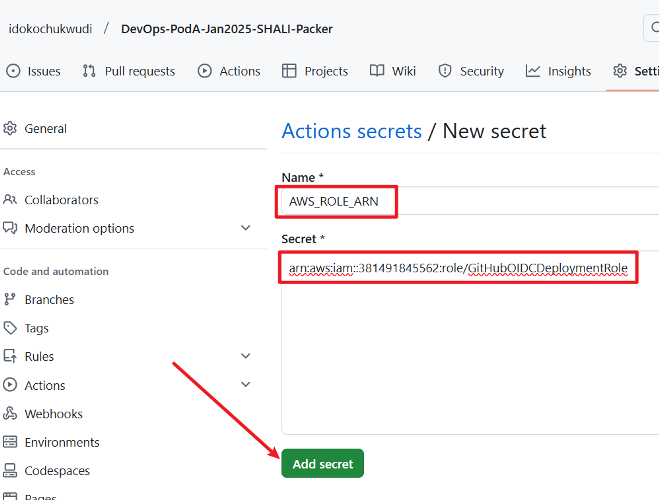 idokochukwudi / DevOps-PodA-Jan2025-SHALI-Packer
Issues Pull requests Actions Projects Wiki Security Insights
General
Access
Collaborators
Moderation options
Code and automation
Branches
Tags
Rules
Actions
Webhooks
Environments
Codespaces
Pages
Actions secrets / New secret
Name *
AWS_ROLE_ARN
Secret *
arn:aws:iam::381491845562:role/GitHubOIDCDeploymentRole
Add secret